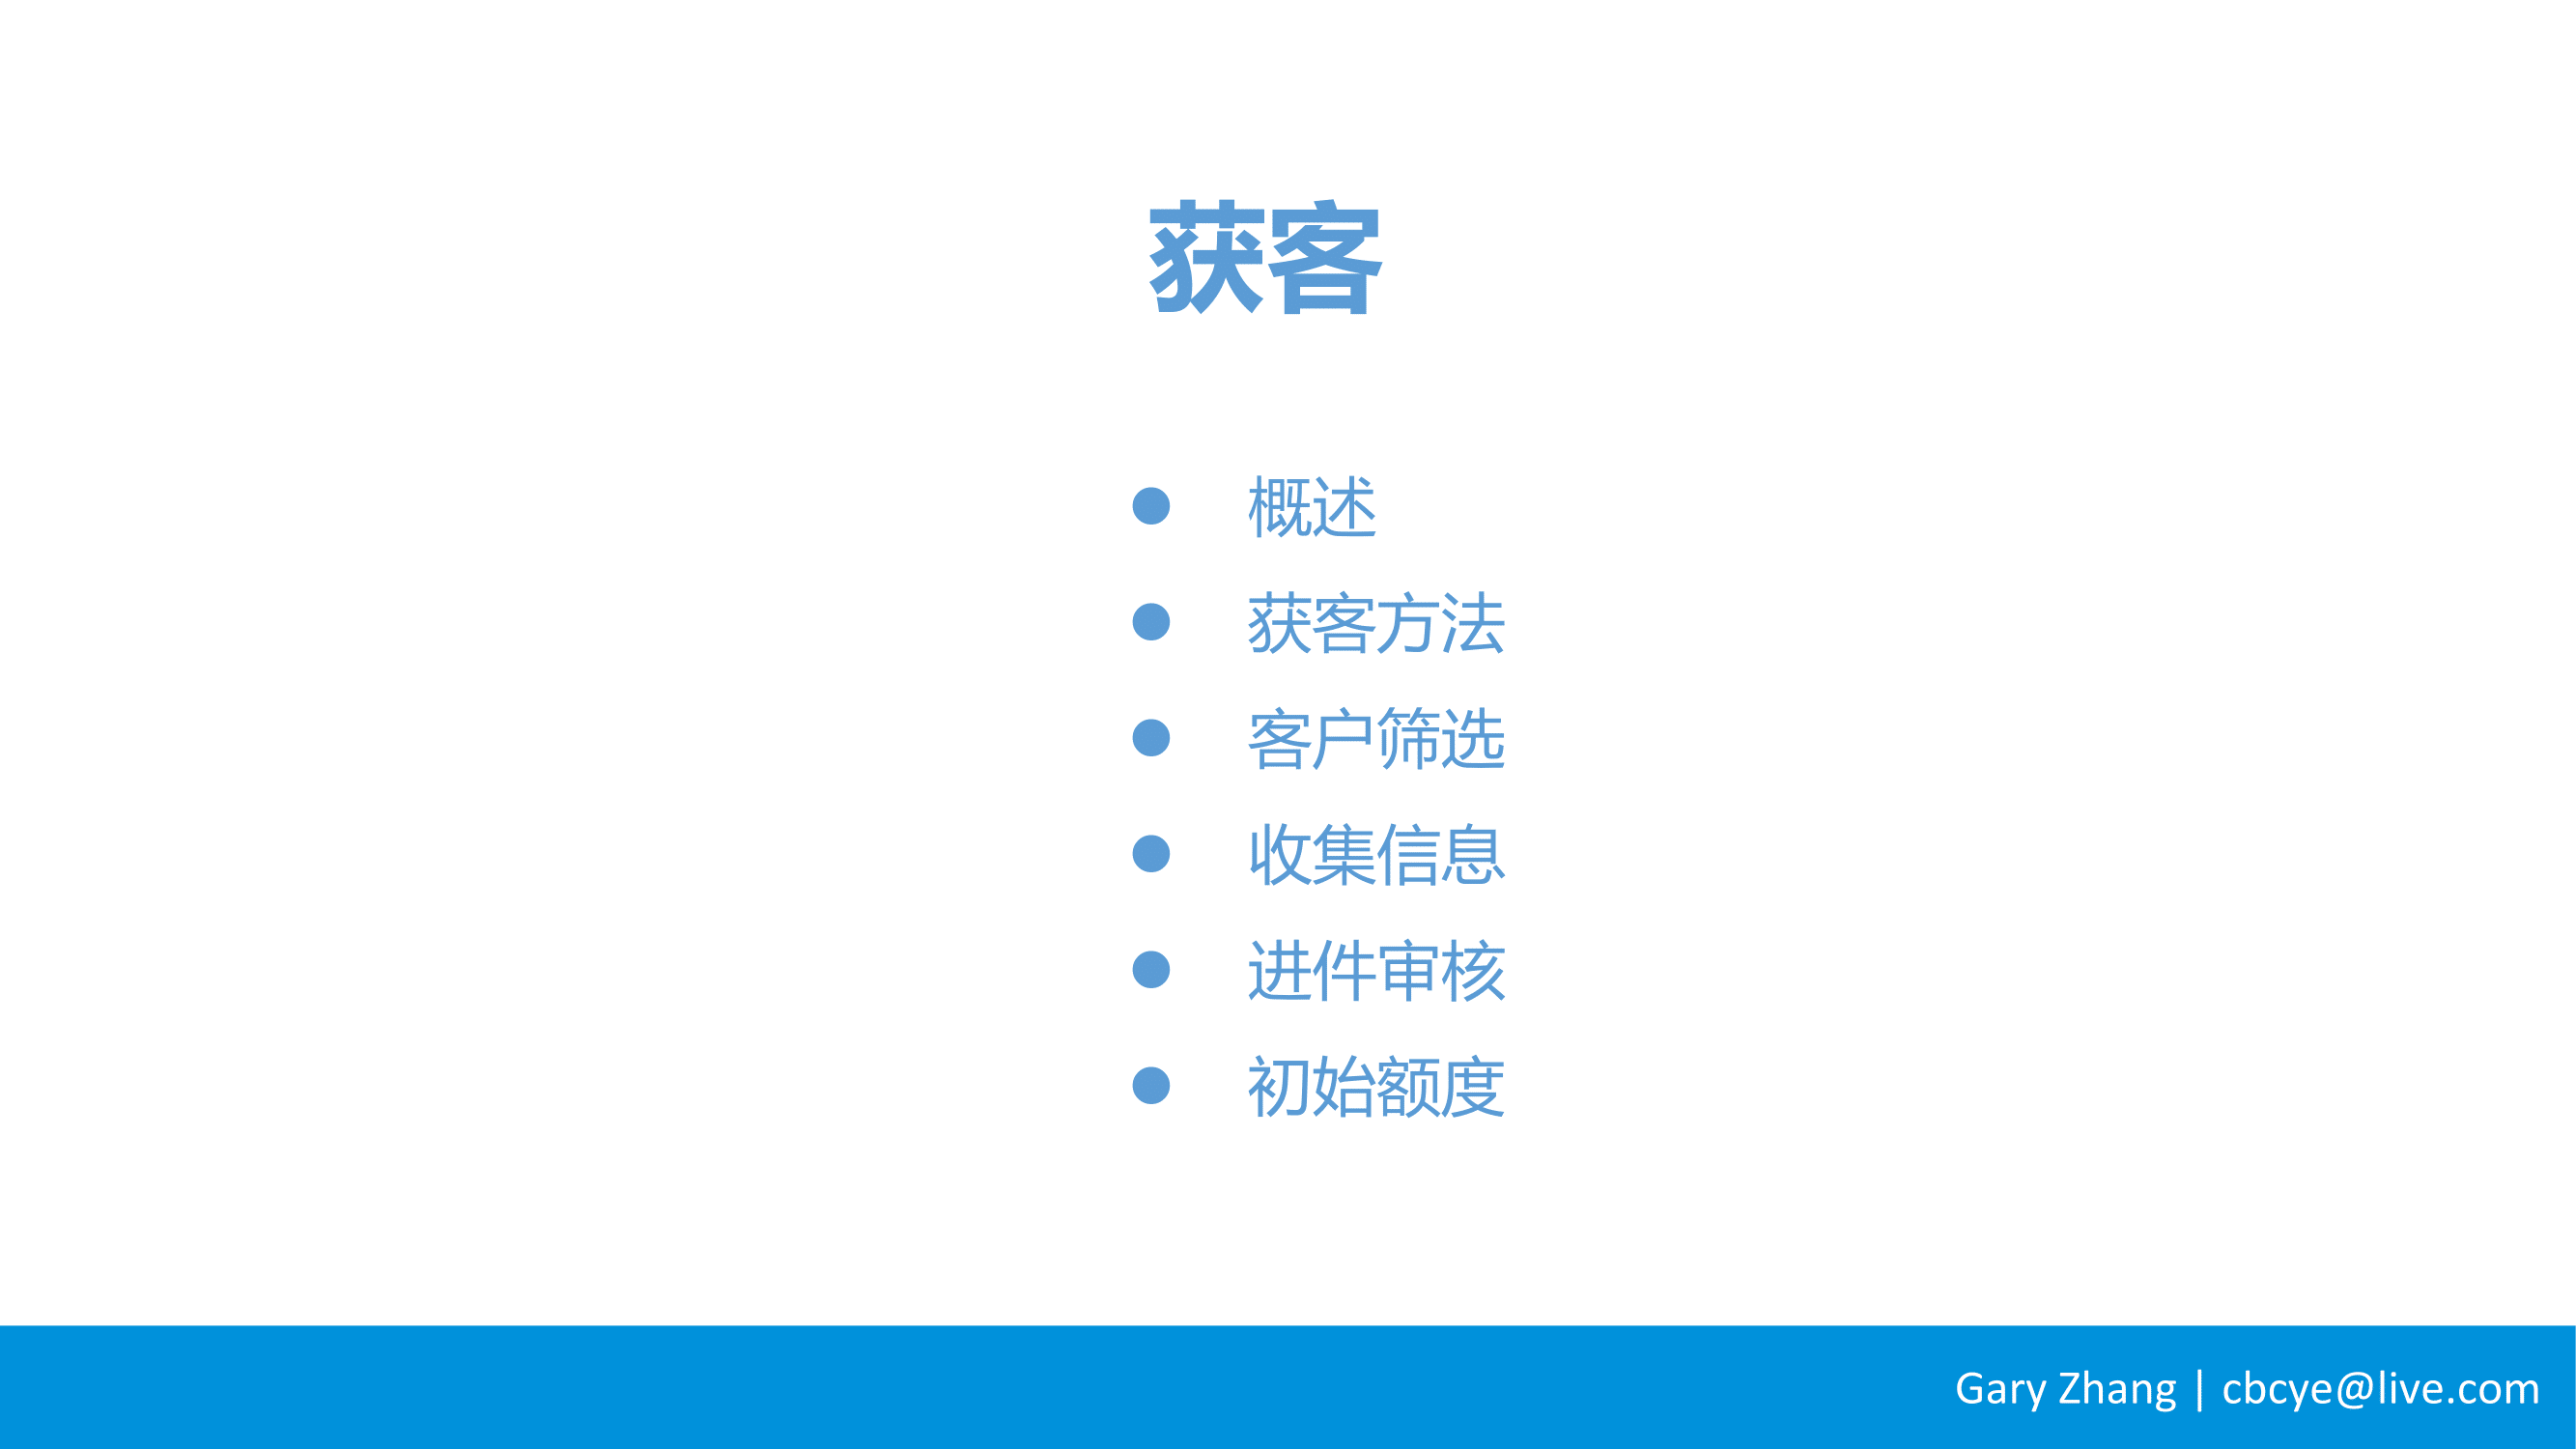 获客
● 概述
● 获客方法
● 客户筛选
● 收集信息
● 进件审核
● 初始额度
Gary Zhang | cbcye@live.com